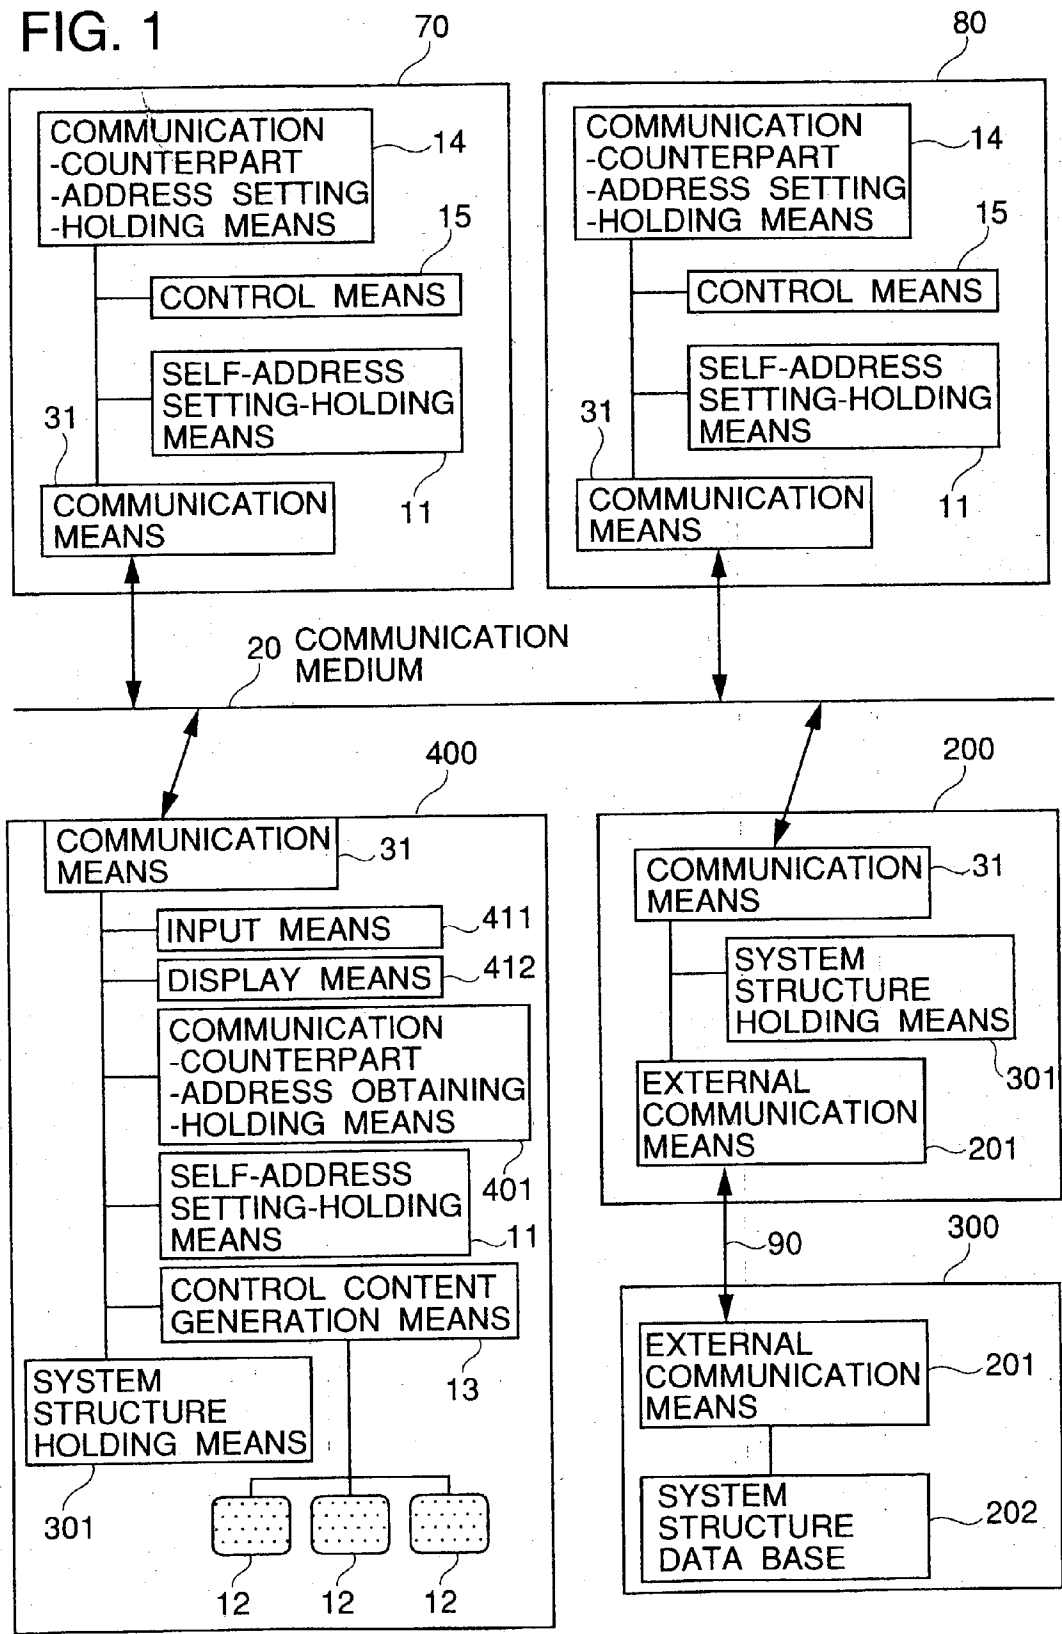 FIG. 1
70
COMMUNICATION
-COUNTERPART
-ADDRESS SETTING
-HOLDING MEANS
14
15
CONTROL MEANS
SELF-ADDRESS
SETTING-HOLDING
MEANS
31
11
COMMUNICATION
MEANS
80
COMMUNICATION
-COUNTERPART
-ADDRESS SETTING
-HOLDING MEANS
14
15
CONTROL MEANS
SELF-ADDRESS
SETTING-HOLDING
MEANS
31
11
COMMUNICATION
MEANS
20 COMMUNICATION
MEDIUM
400
COMMUNICATION
MEANS
31
INPUT MEANS
411
DISPLAY MEANS
412
COMMUNICATION
-COUNTERPART
-ADDRESS OBTAINING
-HOLDING MEANS
401
SELF-ADDRESS
SETTING-HOLDING
MEANS
11
CONTROL CONTENT
GENERATION MEANS
13
SYSTEM
STRUCTURE
HOLDING MEANS
301
12
12
12
200
COMMUNICATION
MEANS
31
SYSTEM
STRUCTURE
HOLDING MEANS
301
EXTERNAL
COMMUNICATION
MEANS
201
90
300
EXTERNAL
COMMUNICATION
MEANS
201
SYSTEM
STRUCTURE
DATA BASE
202